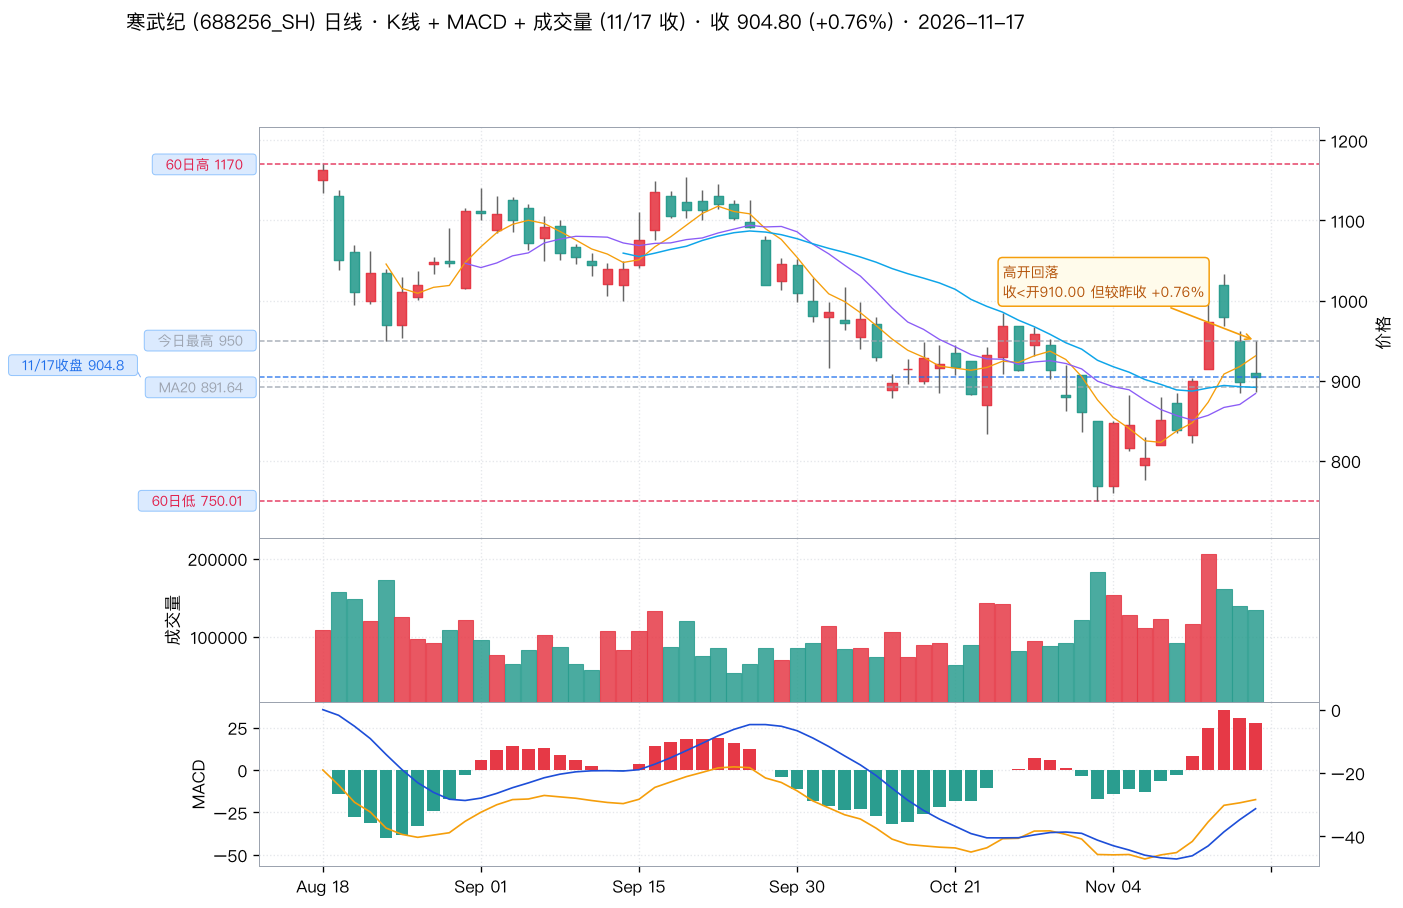 寒武纪 (688256_SH) 日线 · K线 + MACD + 成交量 (11/17 收) · 收 904.80 (+0.76%) · 2026-11-17
60日高 1170
今日最高 950
11/17收盘 904.8
MA20 891.64
60日低 750.01
高开回落
收<开910.00 但较昨收 +0.76%
1200
1100
1000
900
800
价格
200000
100000
成交量
25
0
−25
−50
MACD
0
−20
−40
Aug 18
Sep 01
Sep 15
Sep 30
Oct 21
Nov 04